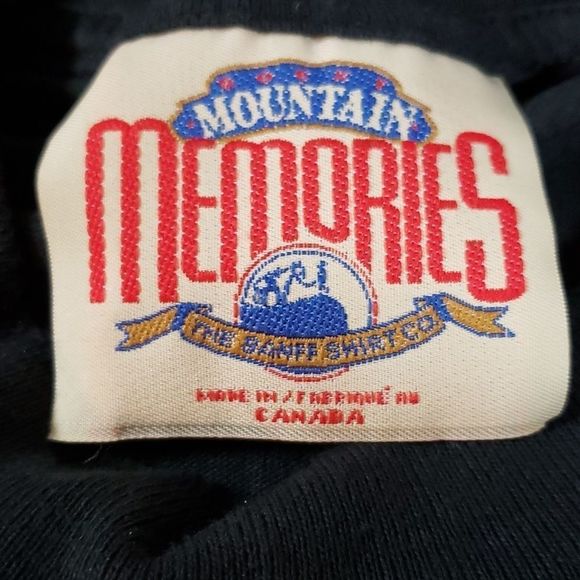 MOUNTAIN
MEMORIES
THE BANFF SHIRT CO.
MADE IN / FABRIQUÉ AU
CANADA